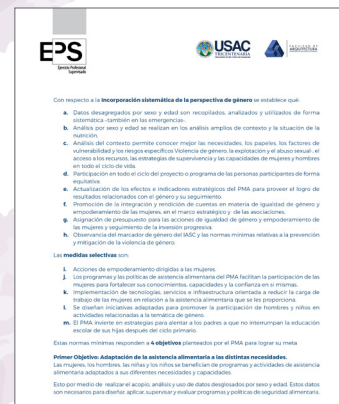 EPS
Ejercicio Profesional
Supervisado
USAC
TRICENTENARIA
FACULTAD DE
ARQUITECTURA
Con respecto a la incorporación sistemática de la perspectiva de género se establece qué:
a. Datos desagregados por sexo y edad son recopilados, analizados y utilizados de forma
sistemática -también en las emergencias-.
b. Análisis por sexo y edad se realizan en los análisis amplios de contexto y la situación de la
nutrición.
c. Análisis del contexto permite conocer mejor las necesidades, los papeles, los factores de
vulnerabilidad y los riesgos específicos Violencia de género, la explotación y el abuso sexual-, el
acceso a los recursos, las estrategias de supervivencia y las capacidades de mujeres y hombres
en todo el ciclo de vida.
d. Participación en todo el ciclo del proyecto o programa de las personas participantes de forma
equitativa.
e. Actualización de los efectos e indicadores estratégicos del PMA para proveer el logro de
resultados relacionados con el género y su seguimiento.
f. Promoción de la integración y rendición de cuentas en materia de igualdad de género y
empoderamiento de las mujeres, en el marco estratégico y de las asociaciones.
g. Asignación de presupuesto para las acciones de igualdad de género y empoderamiento de
las mujeres y seguimiento de la inversión progresiva.
h. Observancia del marcador de género del IASC y las normas mínimas relativas a la prevención
y mitigación de la violencia de género.
Las medidas selectivas son:
i. Acciones de empoderamiento dirigidas a las mujeres.
j. Los programas y las políticas de asistencia alimentaria del PMA facilitan la participación de las
mujeres para fortalecer sus conocimientos, capacidades y la confianza en sí mismas.
k. Implementación de tecnologías, servicios e infraestructura orientada a reducir la carga de
trabajo de las mujeres en relación a la asistencia alimentaria que se les proporciona.
l. Se diseñan iniciativas adaptadas para promover la participación de hombres y niños en
actividades relacionadas a la temática de género.
m. El PMA invierte en estrategias para alentar a los padres a que no interrumpan la educación
escolar de sus hijas después del ciclo primario.
Estas normas mínimas responden a 4 objetivos planteados por el PMA para lograr su meta
Primer Objetivo: Adaptación de la asistencia alimentaria a las distintas necesidades.
Las mujeres, los hombres, las niñas y los niños se benefician de programas y actividades de asistencia
alimentaria adaptados a sus diferentes necesidades y capacidades.
Esto por medio de realizar el acopio, análisis y uso de datos desglosados por sexo y edad. Estos datos
son necesarios para diseñar, aplicar, supervisar y evaluar programas y políticas de seguridad alimentaria.